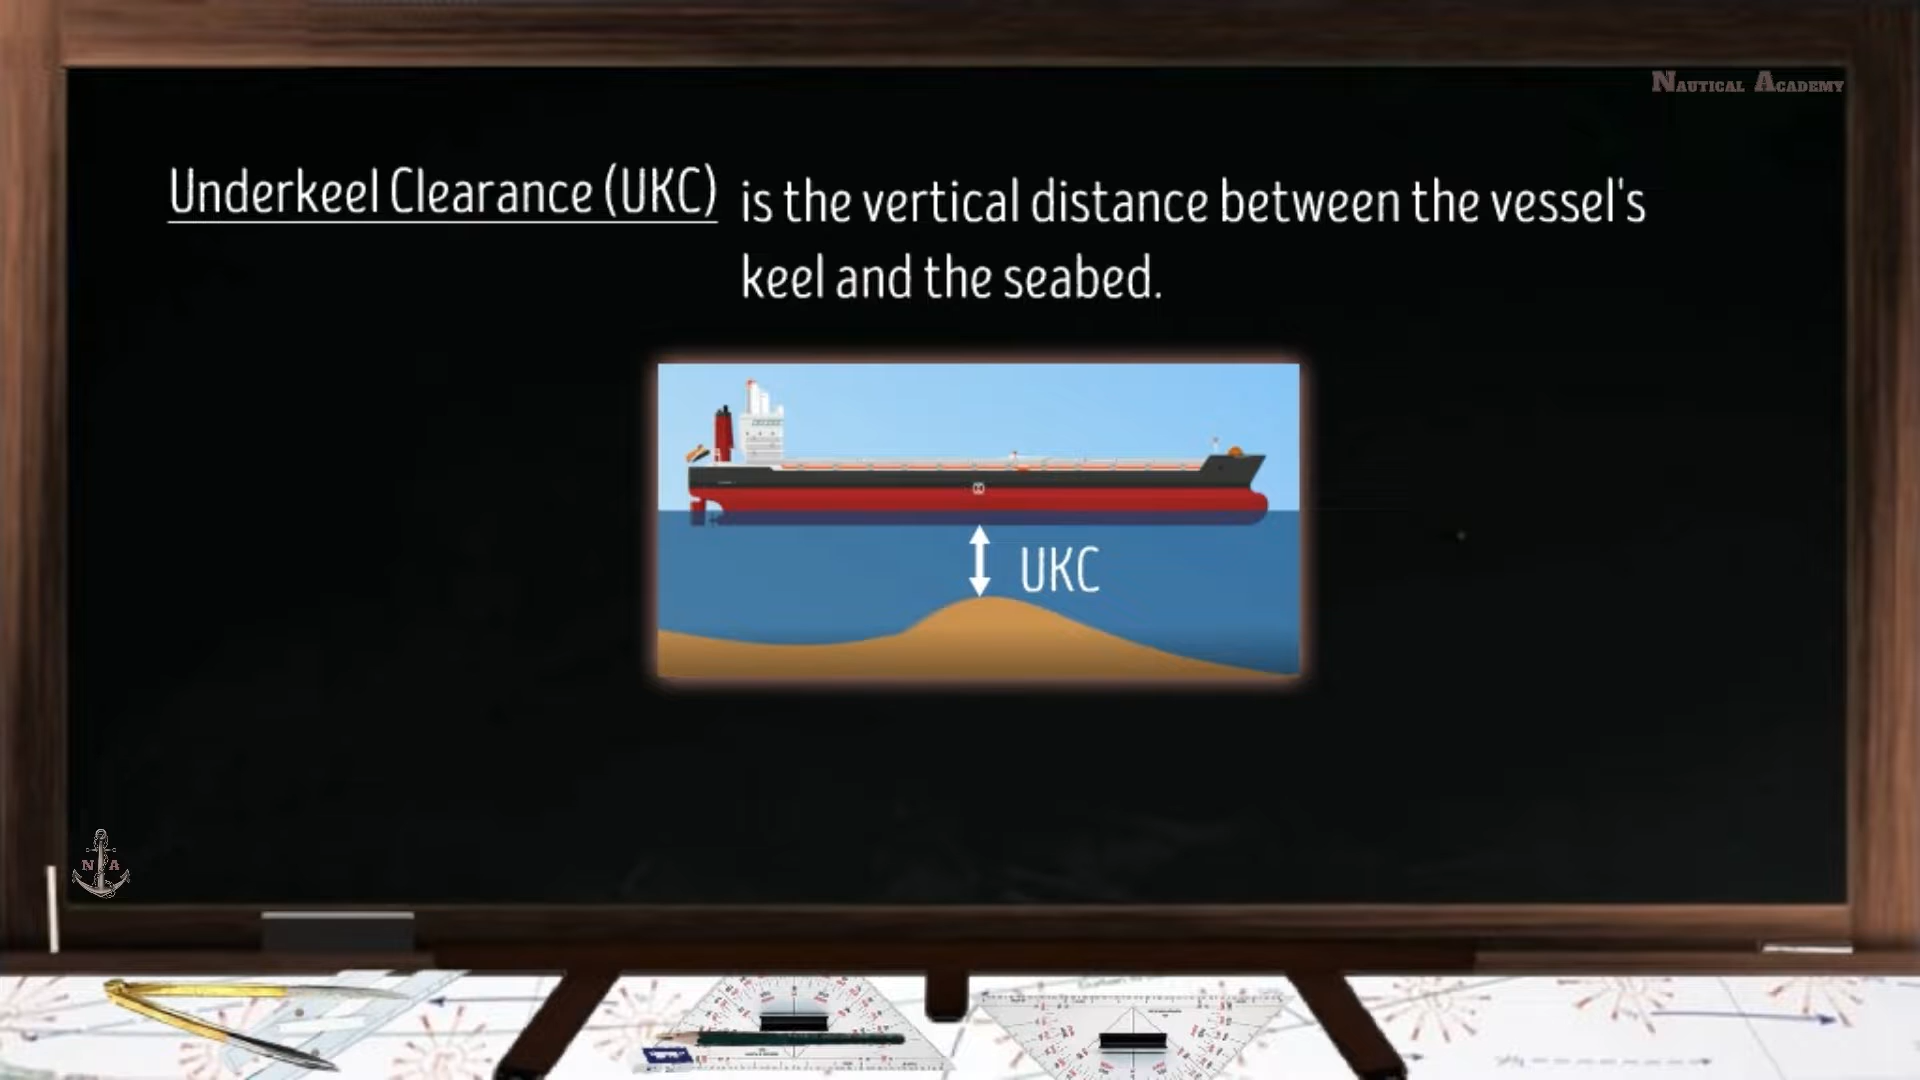 Nautical Academy
Underkeel Clearance (UKC) is the vertical distance between the vessel's
keel and the seabed.
UKC
N A